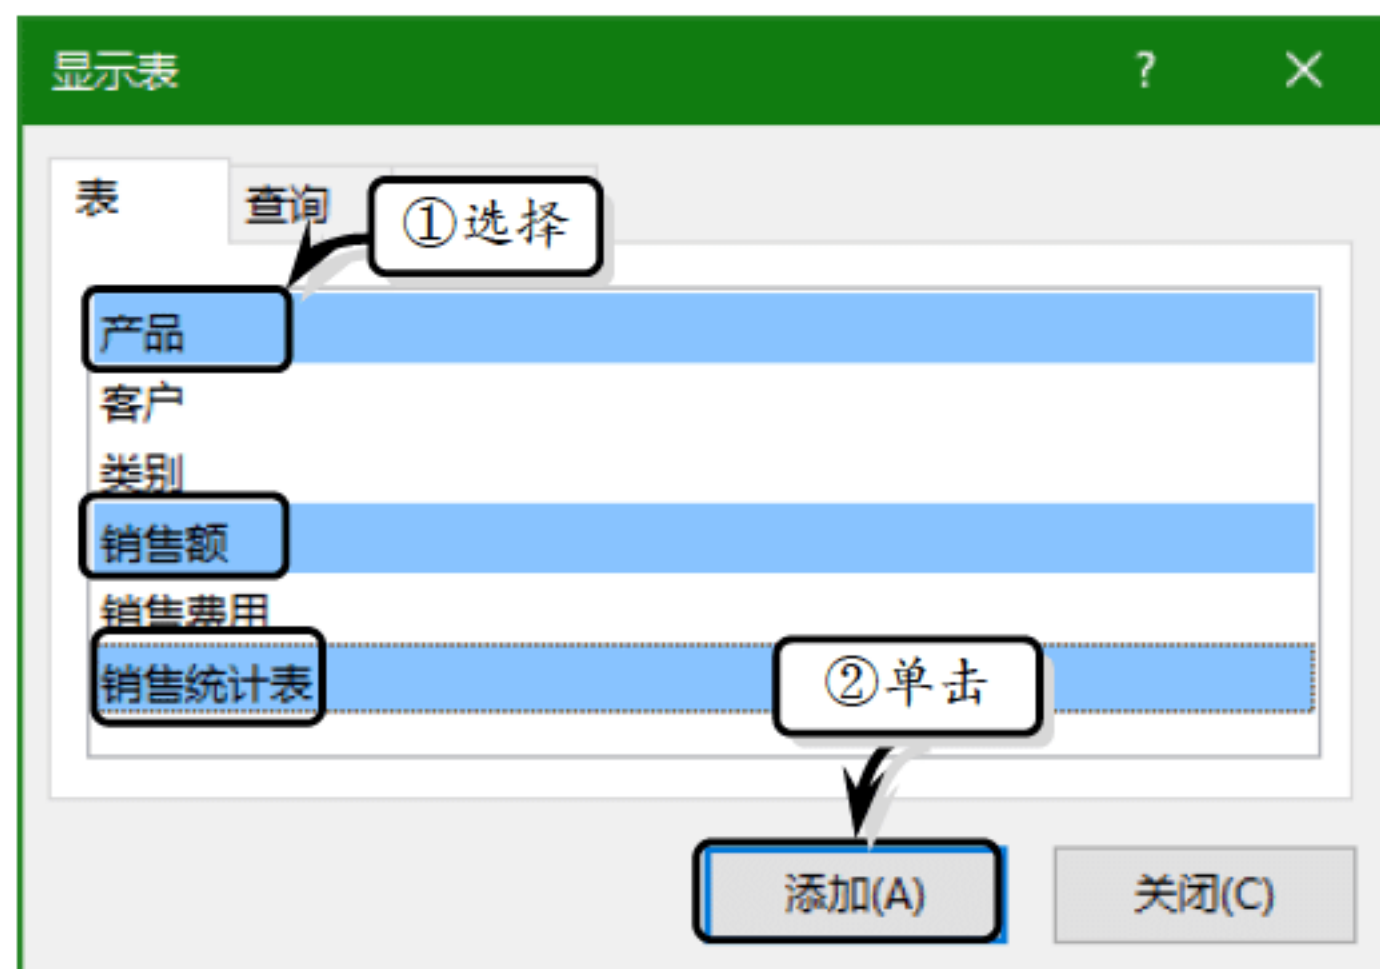 显示表
? ×
表 查询
①选择
产品
客户
类别
销售额
销售费用
销售统计表
②单击
添加(A) 关闭(C)